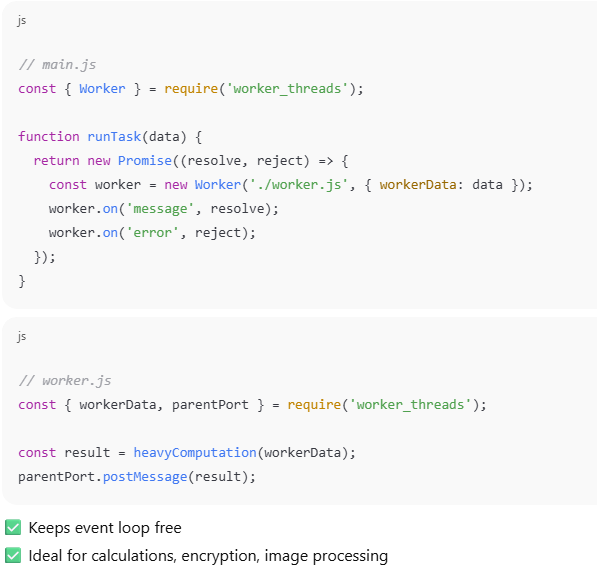 js
// main.js
const { Worker } = require('worker_threads');
function runTask(data) {
  return new Promise((resolve, reject) => {
    const worker = new Worker('./worker.js', { workerData: data });
    worker.on('message', resolve);
    worker.on('error', reject);
  });
}
js
// worker.js
const { workerData, parentPort } = require('worker_threads');
const result = heavyComputation(workerData);
parentPort.postMessage(result);
✅ Keeps event loop free
✅ Ideal for calculations, encryption, image processing